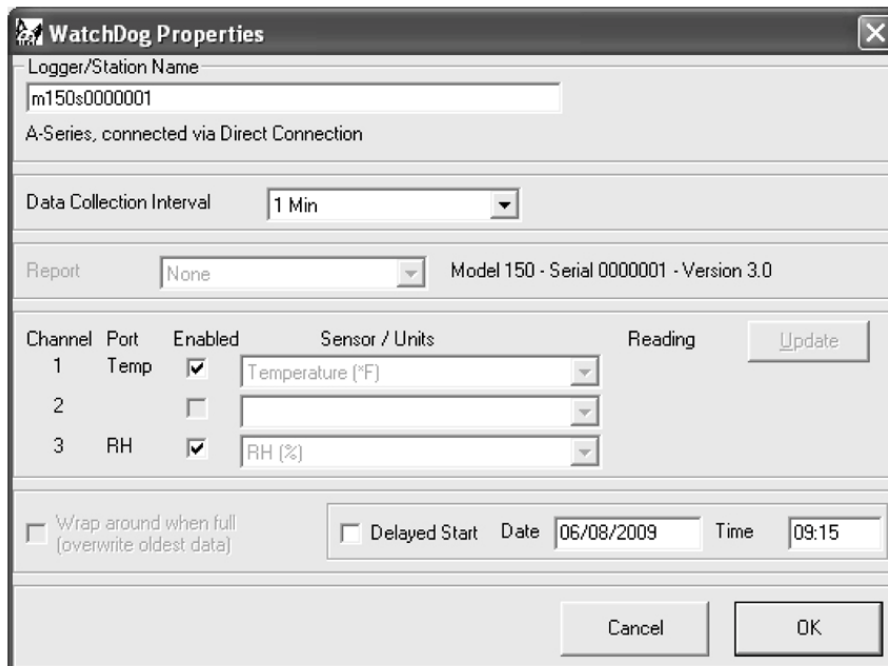 WatchDog Properties
Logger/Station Name
m150s0000001
A-Series, connected via Direct Connection
Data Collection Interval 1 Min
Report None Model 150 - Serial 0000001 - Version 3.0
Channel Port Enabled Sensor / Units Reading Update
1 Temp Temperature (°F)
2
3 RH RH (%)
Wrap around when full
(overwrite oldest data)
Delayed Start Date 06/08/2009 Time 09:15
Cancel OK